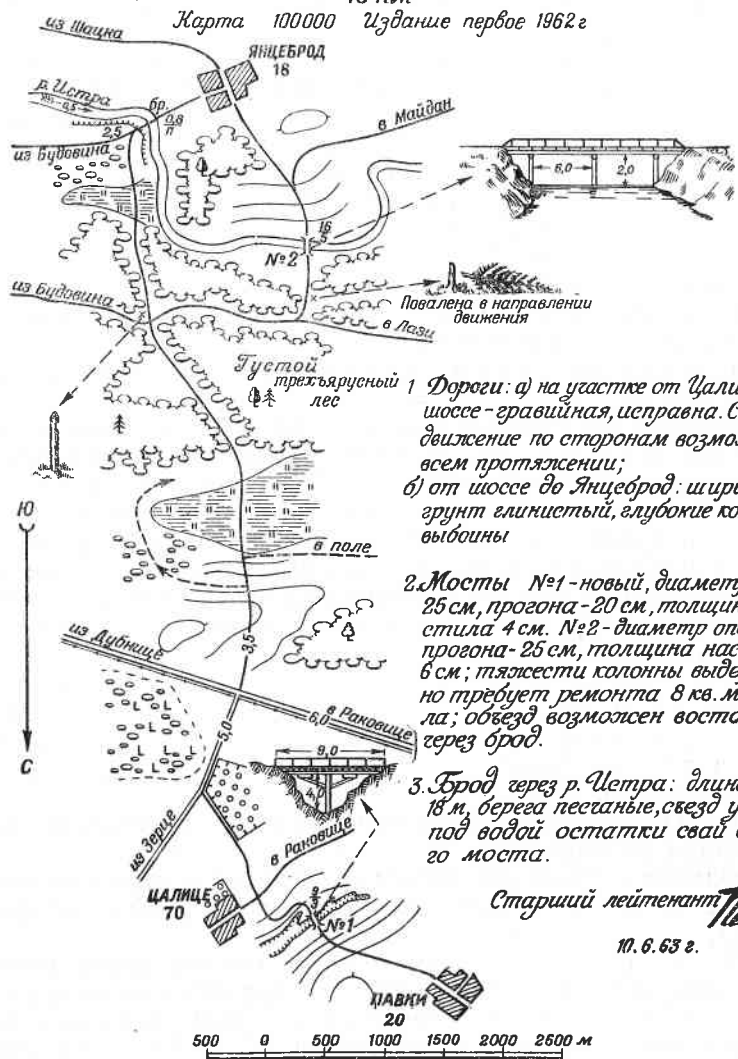 Карта 100000 Издание первое 1962 г
из Шацка
ЯНЦЕБРОД
18
р. Истра
0,5
бр.
2,5
0,8
П
в Майдан
из Будовина
6,0
2,0
16
5
№2
Повалена в направлении
движения
из Будовина
в Лази
Густой
трехъярусный
лес
1 Дороги: а) на участке от Цали
шоссе-гравийная, исправна. С
движение по сторонам возмо
всем протяжении;
б) от шоссе до Янцеброд: шири
грунт глинистый, глубокие ко
выбоины
Ю
в поле
2. Мосты №1-новый, диамет
25 см, прогона-20 см, толщин
стила 4 см. №2-диаметр оп
прогона-25 см, толщина нас
6 см; тяжести колонны выде
но требует ремонта 8 кв. м
ла; объезд возможен воста
через брод.
3,5
из Дубнице
в Раковице
6,0
5,0
С
9,0
4,0
3. Брод через р. Истра: длин
18 м, берега песчаные, съезд у
под водой остатки свай
го моста.
из Зерце
в Раковице
ЦАЛИЦЕ
70
№1
Старший лейтенант
10.6.63 г.
ПАВКИ
20
500 0 500 1000 1500 2000 2500 м